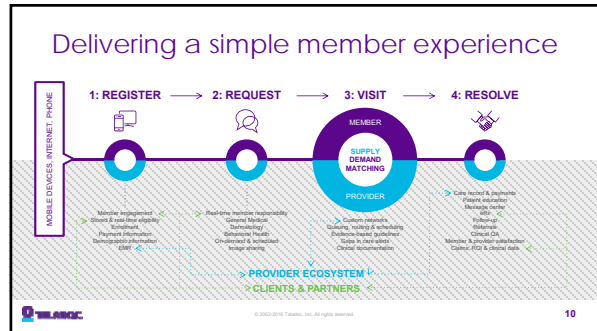 Delivering a simple member experience
MOBILE DEVICES, INTERNET, PHONE
1: REGISTER
2: REQUEST
3: VISIT
4: RESOLVE
MEMBER
SUPPLY
DEMAND
MATCHING
PROVIDER
Member engagement
Stored & real-time eligibility
Enrollment
Payment Information
Demographic information
EMR
Real-time member responsibility
General Medical
Dermatology
Behavioral Health
On-demand & scheduled
Image sharing
Custom networks
Queuing, routing & scheduling
Evidence-based guidelines
Gaps in care alerts
Clinical documentation
Care record & payments
Patient education
Message center
eRx
Follow-up
Referrals
Clinical QA
Member & provider satisfaction
Claims, ROI & clinical data
PROVIDER ECOSYSTEM
CLIENTS & PARTNERS
TELADOC.
© 2002-2016 Teladoc, Inc. All rights reserved.
10